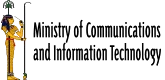 Ministry of Communications
and Information Technology